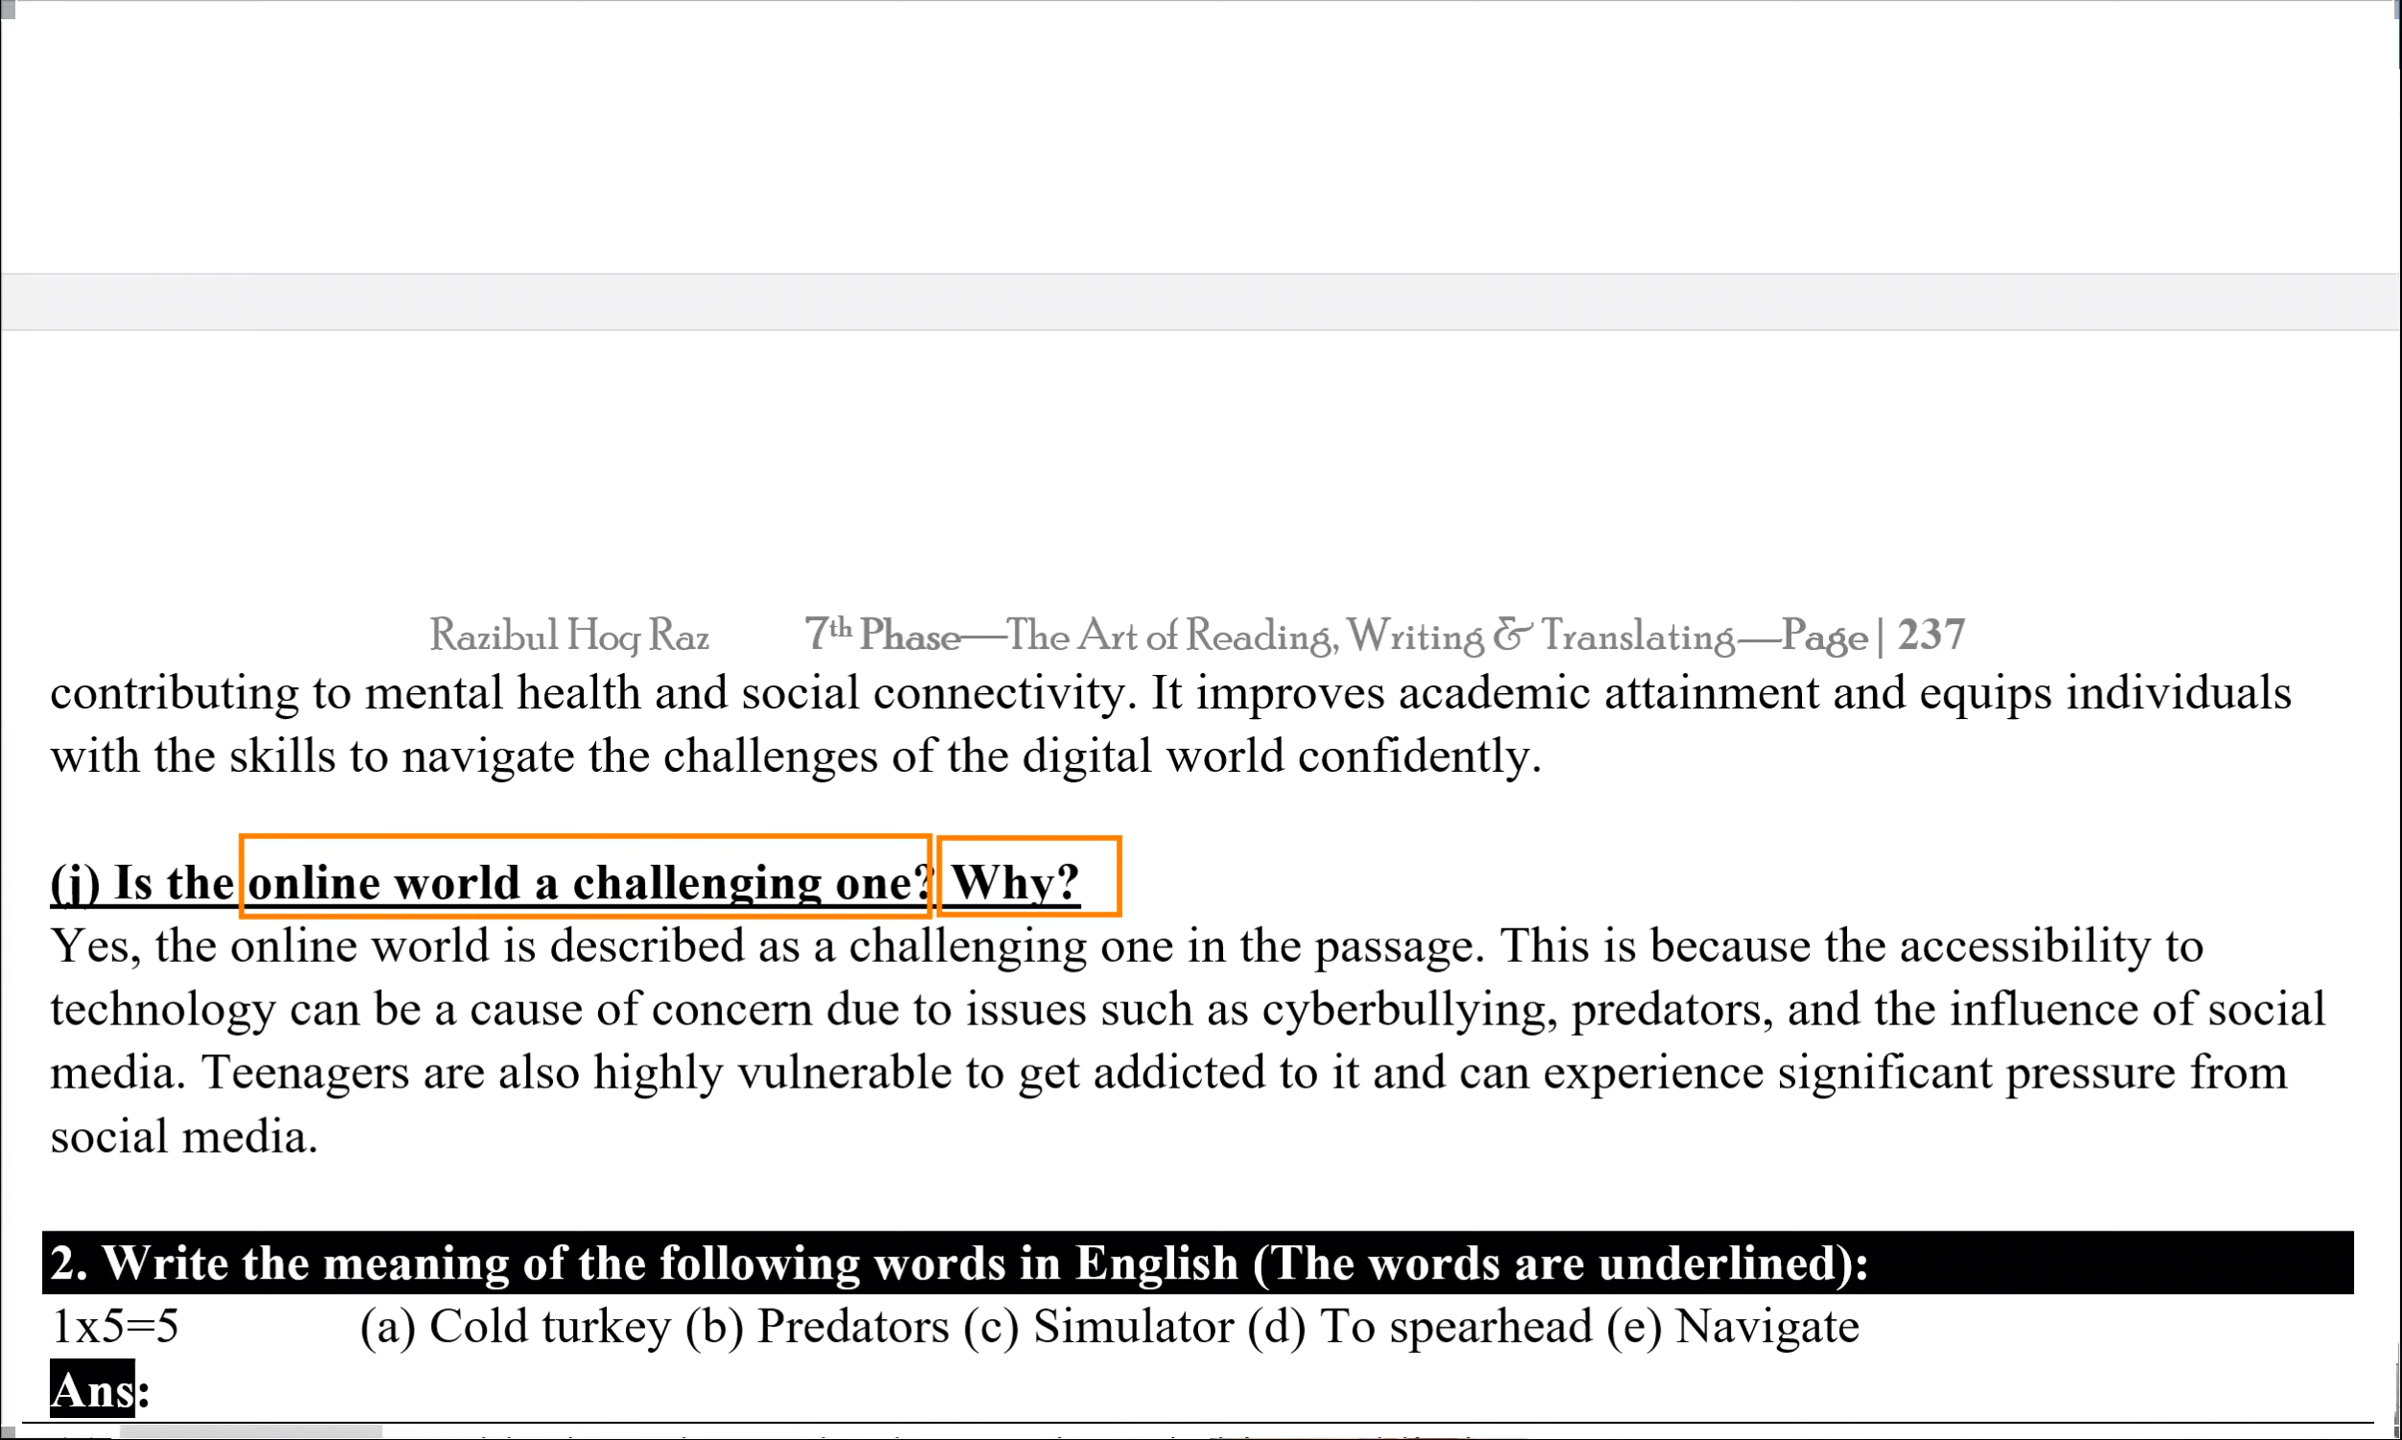 Razibul Hoq Raz 7th Phase—The Art of Reading, Writing & Translating—Page | 237
contributing to mental health and social connectivity. It improves academic attainment and equips individuals
with the skills to navigate the challenges of the digital world confidently.
(j) Is the online world a challenging one? Why?
Yes, the online world is described as a challenging one in the passage. This is because the accessibility to
technology can be a cause of concern due to issues such as cyberbullying, predators, and the influence of social
media. Teenagers are also highly vulnerable to get addicted to it and can experience significant pressure from
social media.
2. Write the meaning of the following words in English (The words are underlined):
1x5=5 (a) Cold turkey (b) Predators (c) Simulator (d) To spearhead (e) Navigate
Ans: